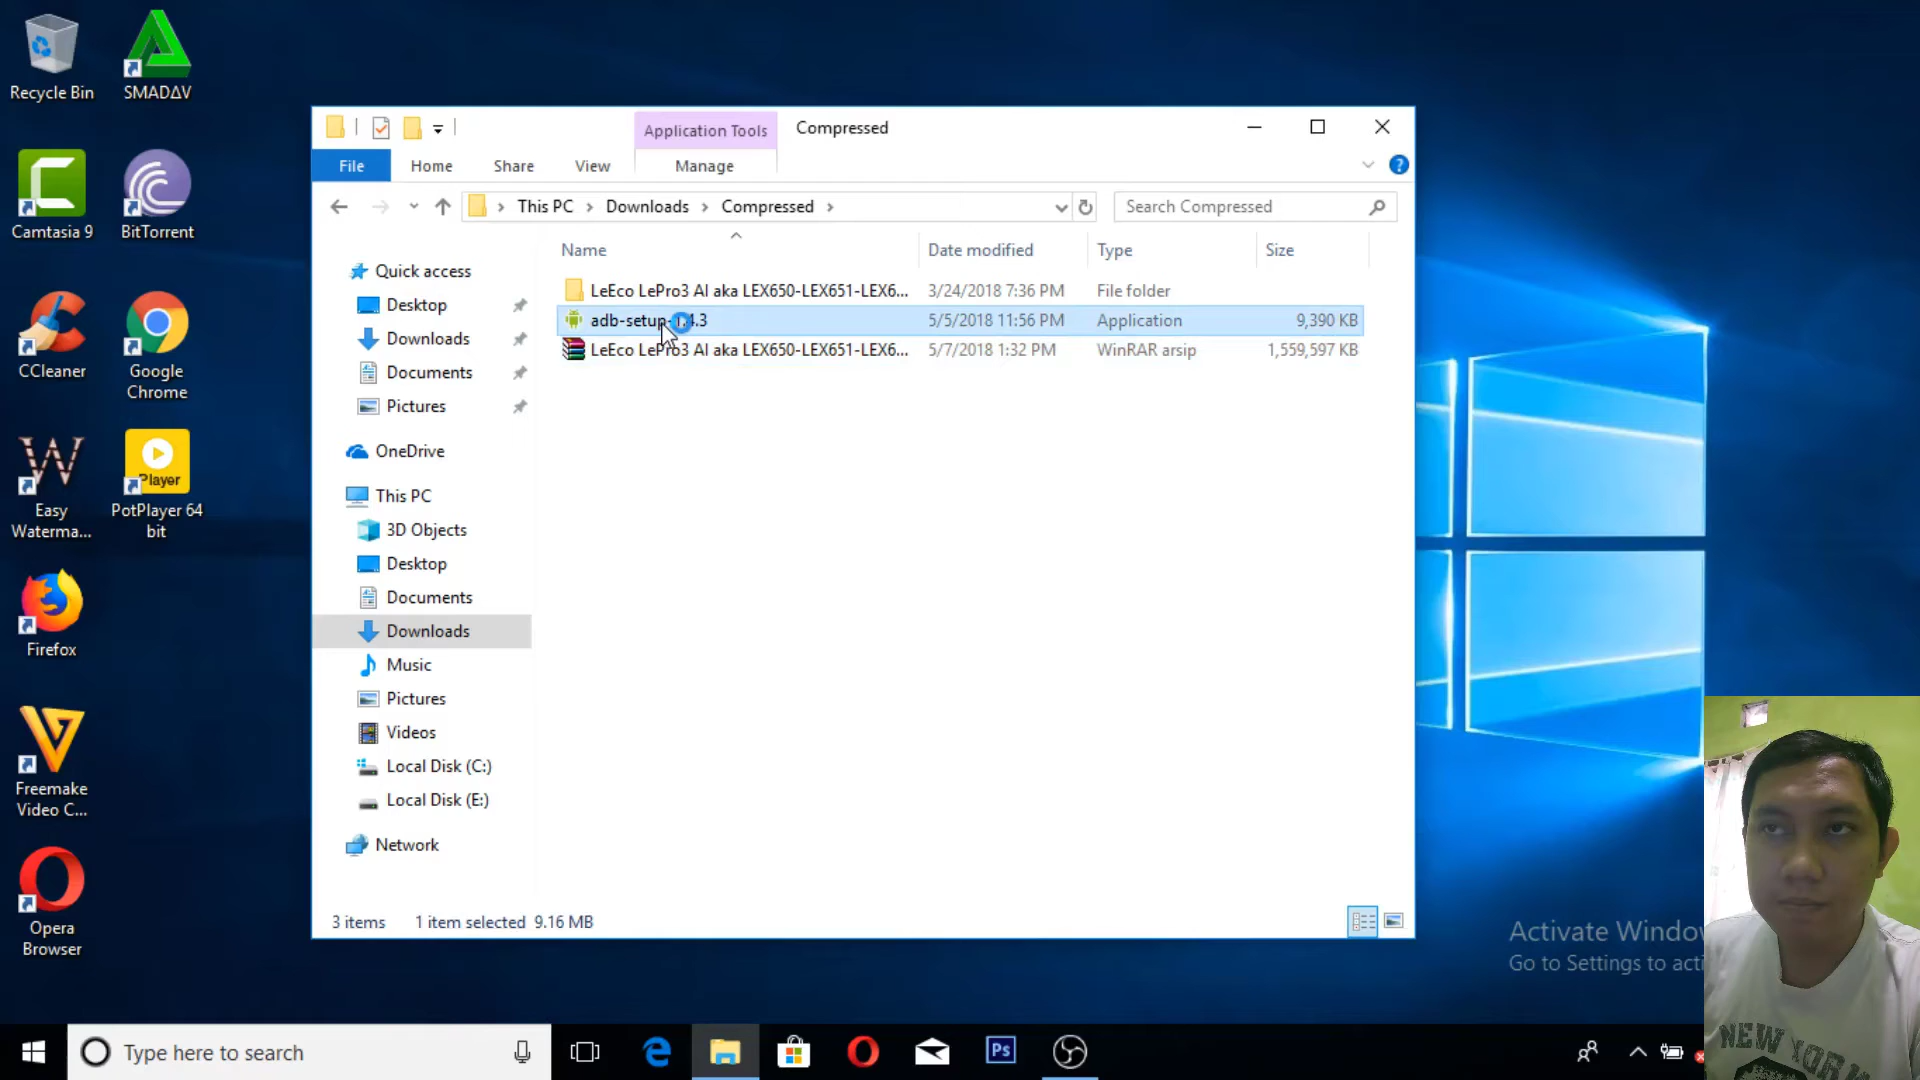 Recycle Bin
SMADΔV
Camtasia 9
BitTorrent
CCleaner
Google
Chrome
Easy
Waterma...
Player
PotPlayer 64
bit
Firefox
Freemake
Video C...
Opera
Browser
Application Tools
Compressed
File
Home
Share
View
Manage
This PC
Downloads
Compressed
Search Compressed
Name
Date modified
Type
Size
LeEco LePro3 AI aka LEX650-LEX651-LEX6...
3/24/2018 7:36 PM
File folder
adb-setup-1.4.3
5/5/2018 11:56 PM
Application
9,390 KB
LeEco LePro3 AI aka LEX650-LEX651-LEX6...
5/7/2018 1:32 PM
WinRAR arsip
1,559,597 KB
Quick access
Desktop
Downloads
Documents
Pictures
OneDrive
This PC
3D Objects
Desktop
Documents
Downloads
Music
Pictures
Videos
Local Disk (C:)
Local Disk (E:)
Network
3 items
1 item selected 9.16 MB
Activate Windo
Go to Settings to acti
NEW YORK
Type here to search
Ps